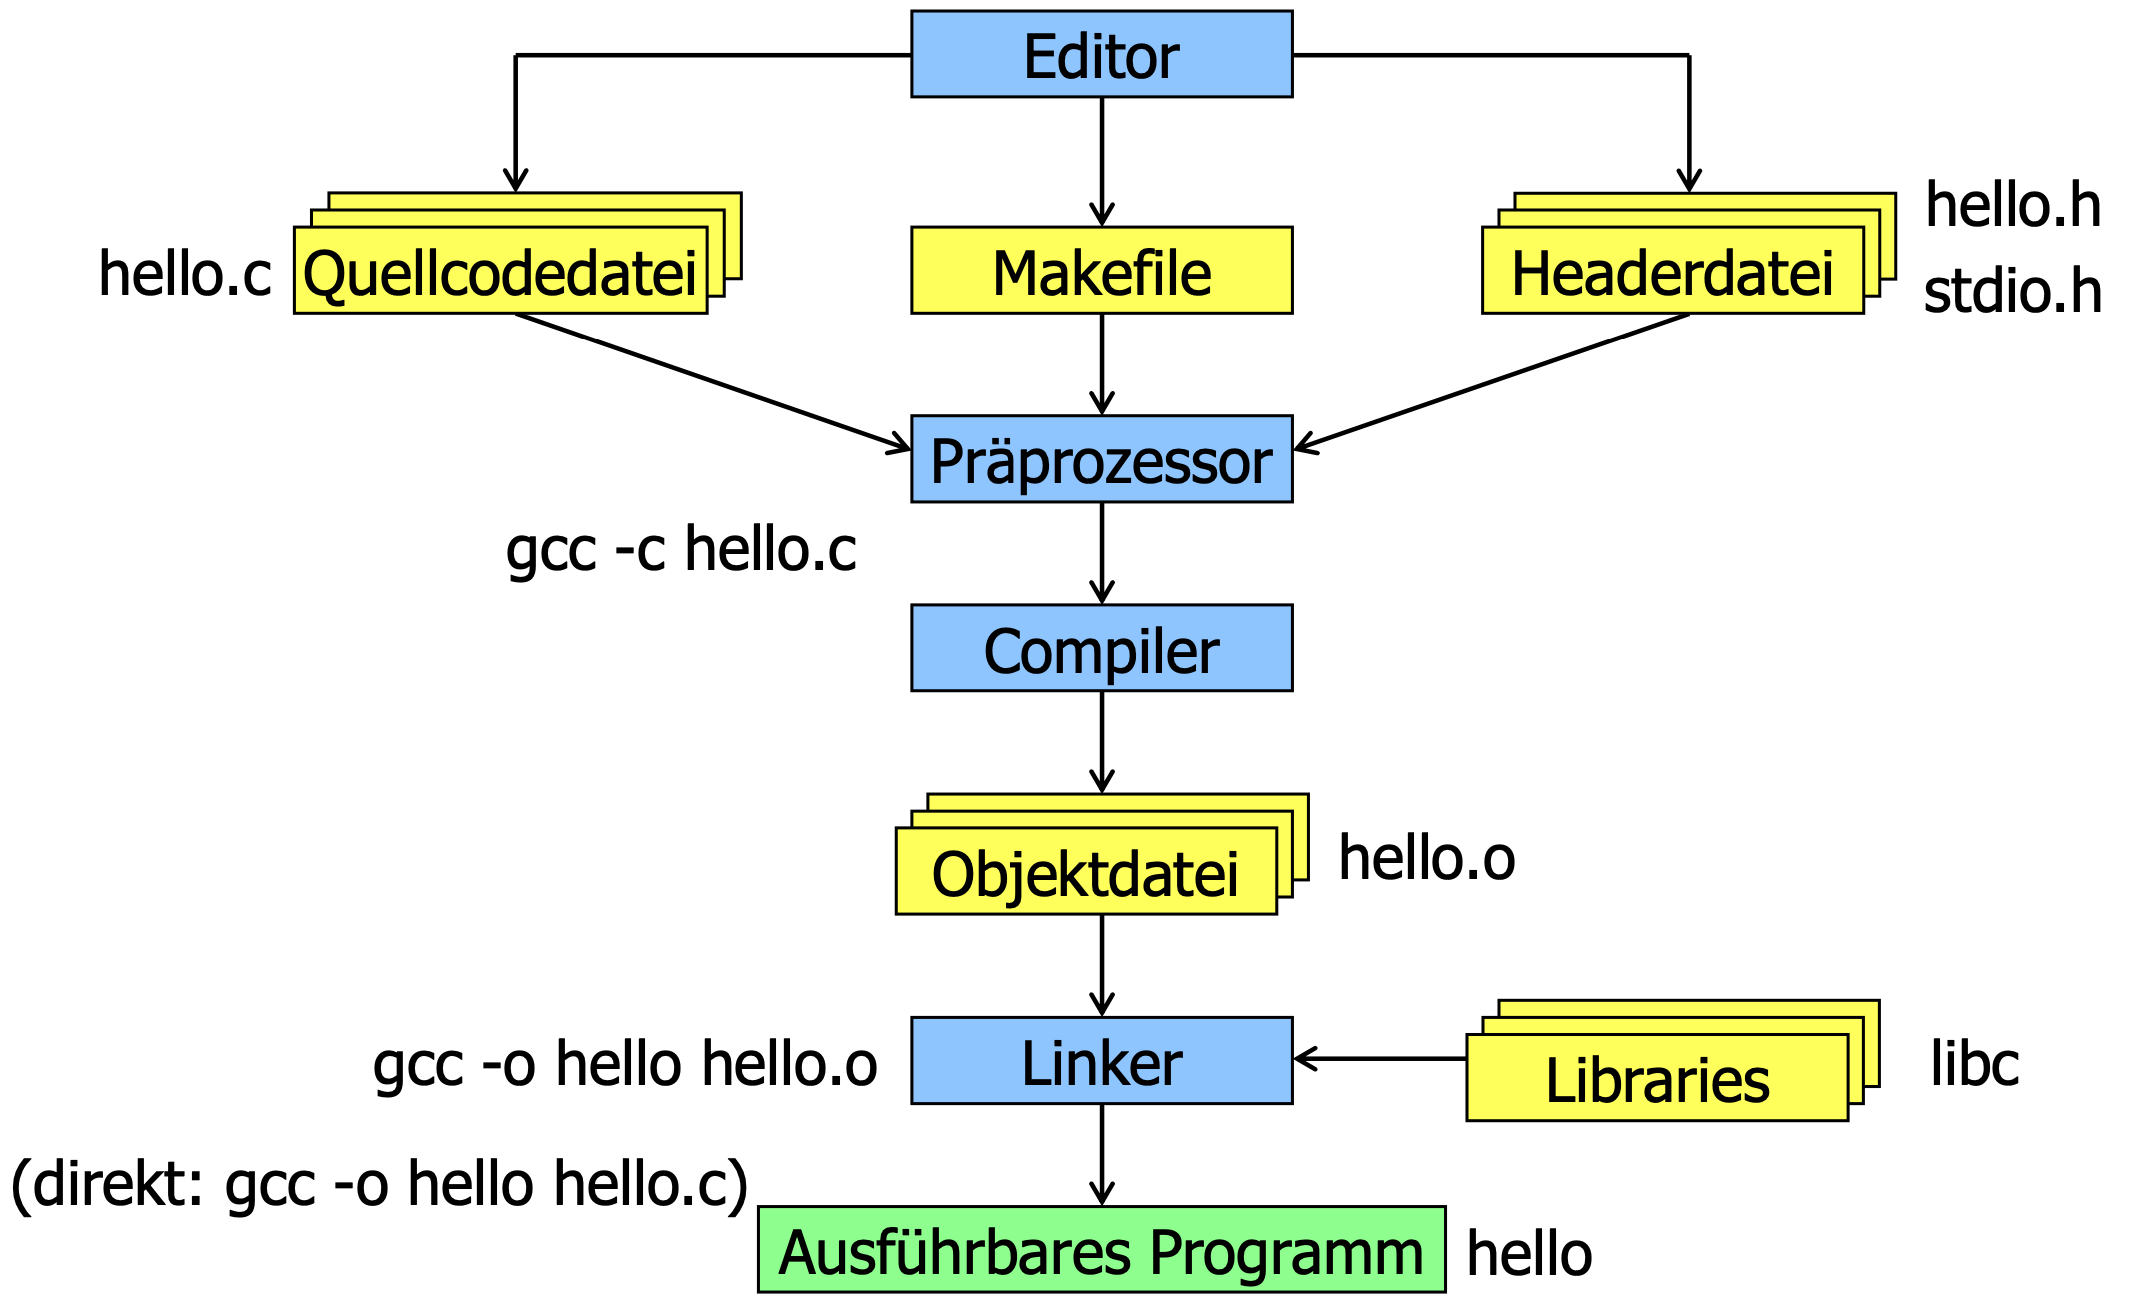 Editor
hello.c
Quellcodedatei
Makefile
Headerdatei
hello.h
stdio.h
Präprozessor
gcc -c hello.c
Compiler
Objektdatei
hello.o
gcc -o hello hello.o
Linker
Libraries
libc
(direkt: gcc -o hello hello.c)
Ausführbares Programm
hello